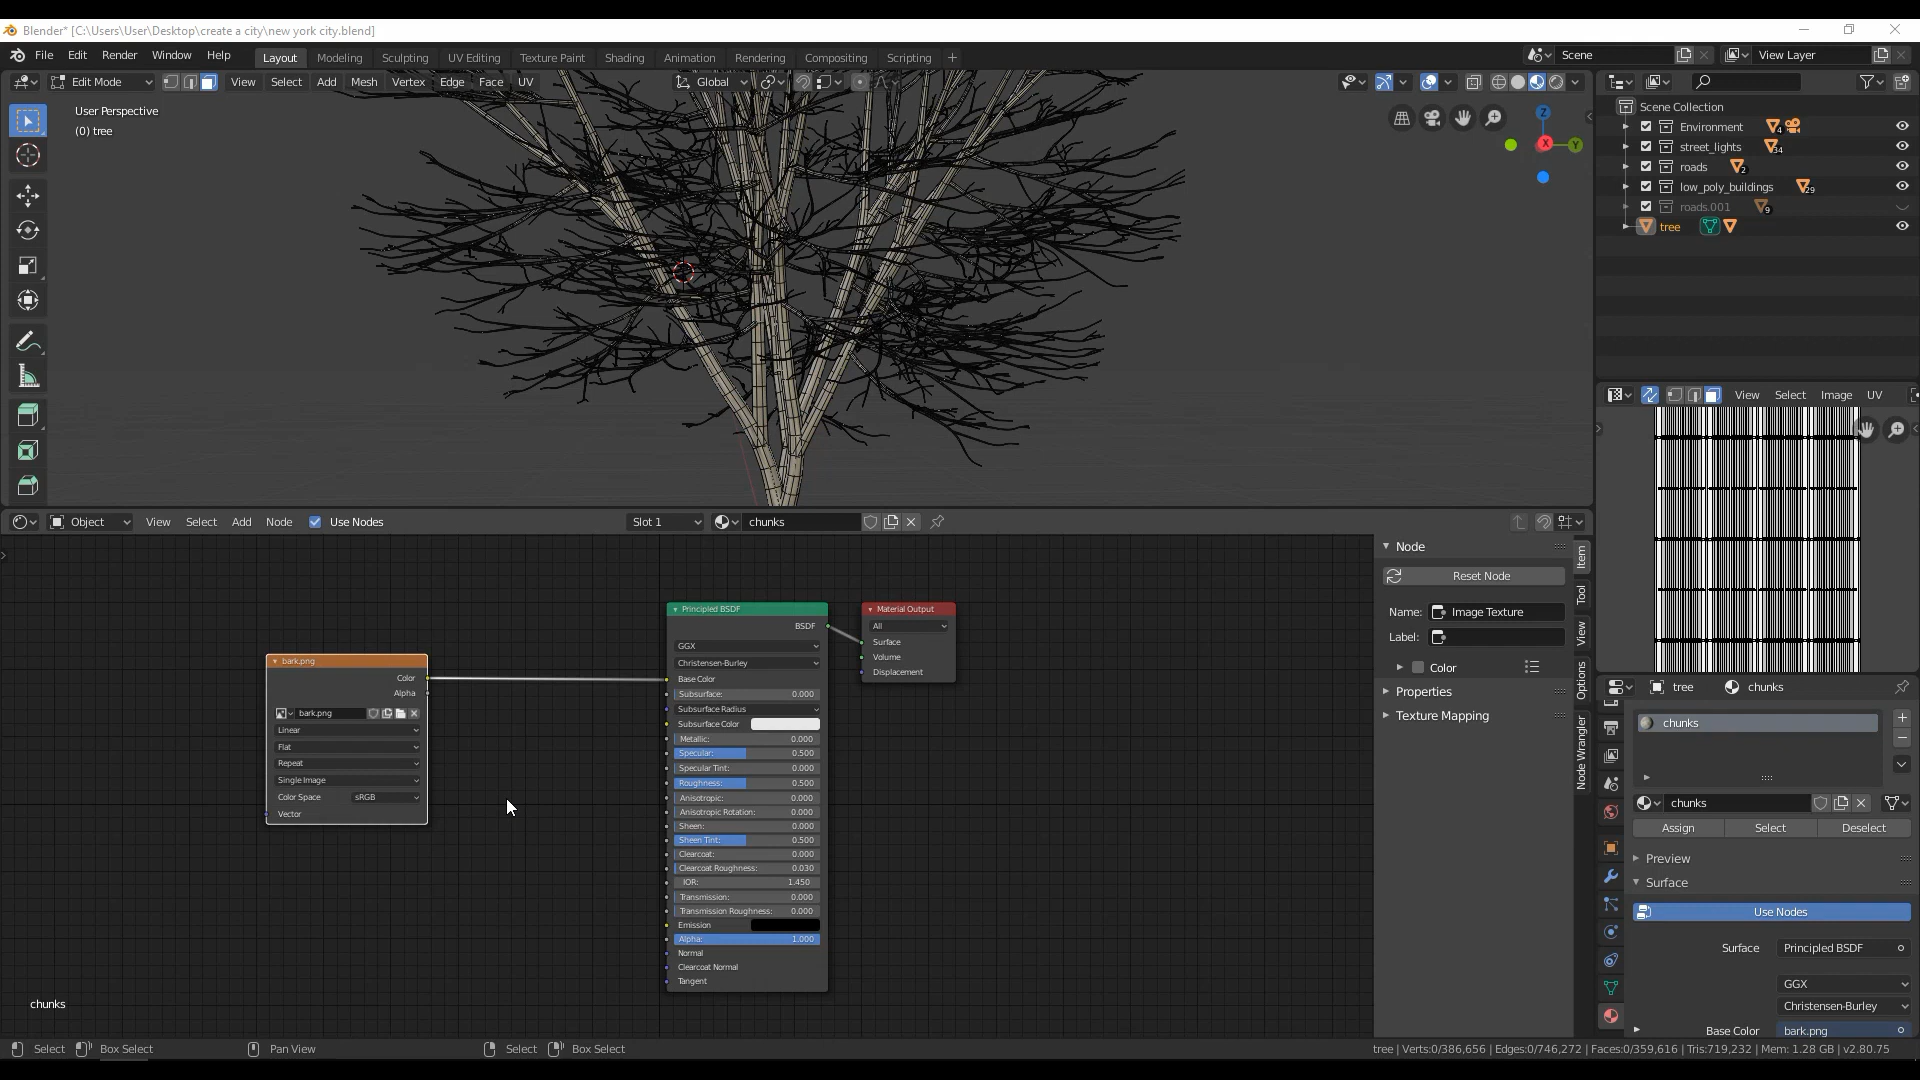 Blender* [C:\Users\User\Desktop\create a city\new york city.blend]
File Edit Render Window Help Layout Modeling Sculpting UV Editing Texture Paint Shading Animation Rendering Compositing Scripting + Scene View Layer
Edit Mode View Select Add Mesh Vertex Edge Face UV Global
User Perspective
(0) tree
Z
X
Y
Scene Collection
Environment 4
street_lights 34
roads 2
low_poly_buildings 29
roads.001 9
tree
View Select Image UV
Object View Select Add Node Use Nodes Slot 1 chunks
Node
Reset Node
Name: Image Texture
Label:
Color
Properties
Texture Mapping
Item
Tool
View
Options
Node Wrangler
bark.png
Color
Alpha
bark.png
Linear
Flat
Repeat
Single Image
Color Space sRGB
Vector
Principled BSDF
BSDF
GGX
Christensen-Burley
Base Color
Subsurface: 0.000
Subsurface Radius
Subsurface Color
Metallic: 0.000
Specular: 0.500
Specular Tint: 0.000
Roughness: 0.500
Anisotropic: 0.000
Anisotropic Rotation: 0.000
Sheen: 0.000
Sheen Tint: 0.500
Clearcoat: 0.000
Clearcoat Roughness: 0.030
IOR: 1.450
Transmission: 0.000
Transmission Roughness: 0.000
Emission
Alpha: 1.000
Normal
Clearcoat Normal
Tangent
Material Output
All
Surface
Volume
Displacement
tree chunks
chunks
chunks
Assign Select Deselect
Preview
Surface
Use Nodes
Surface Principled BSDF
GGX
Christensen-Burley
Base Color bark.png
chunks
Select Box Select Pan View Select Box Select tree | Verts:0/386,656 | Edges:0/746,272 | Faces:0/359,616 | Tris:719,232 | Mem: 1.28 GB | v2.80.75